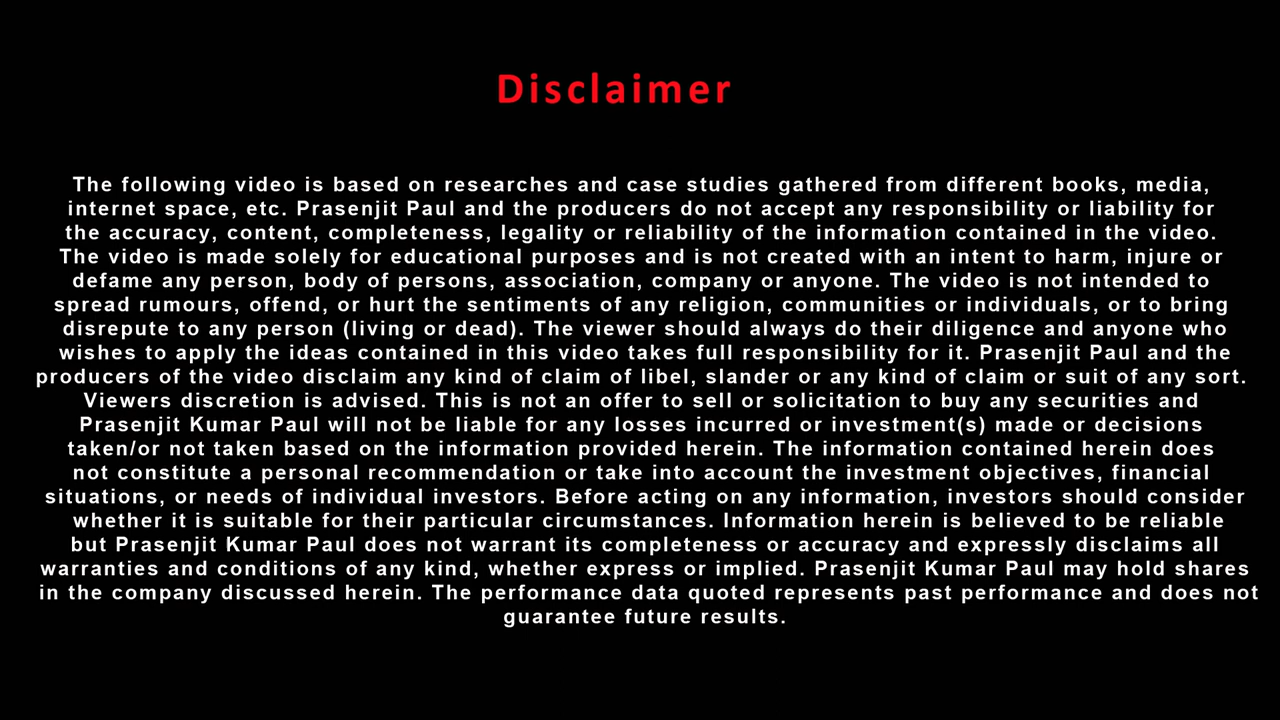 Disclaimer
The following video is based on researches and case studies gathered from different books, media,
internet space, etc. Prasenjit Paul and the producers do not accept any responsibility or liability for
the accuracy, content, completeness, legality or reliability of the information contained in the video.
The video is made solely for educational purposes and is not created with an intent to harm, injure or
defame any person, body of persons, association, company or anyone. The video is not intended to
spread rumours, offend, or hurt the sentiments of any religion, communities or individuals, or to bring
disrepute to any person (living or dead). The viewer should always do their diligence and anyone who
wishes to apply the ideas contained in this video takes full responsibility for it. Prasenjit Paul and the
producers of the video disclaim any kind of claim of libel, slander or any kind of claim or suit of any sort.
Viewers discretion is advised. This is not an offer to sell or solicitation to buy any securities and
Prasenjit Kumar Paul will not be liable for any losses incurred or investment(s) made or decisions
taken/or not taken based on the information provided herein. The information contained herein does
not constitute a personal recommendation or take into account the investment objectives, financial
situations, or needs of individual investors. Before acting on any information, investors should consider
whether it is suitable for their particular circumstances. Information herein is believed to be reliable
but Prasenjit Kumar Paul does not warrant its completeness or accuracy and expressly disclaims all
warranties and conditions of any kind, whether express or implied. Prasenjit Kumar Paul may hold shares
in the company discussed herein. The performance data quoted represents past performance and does not
guarantee future results.